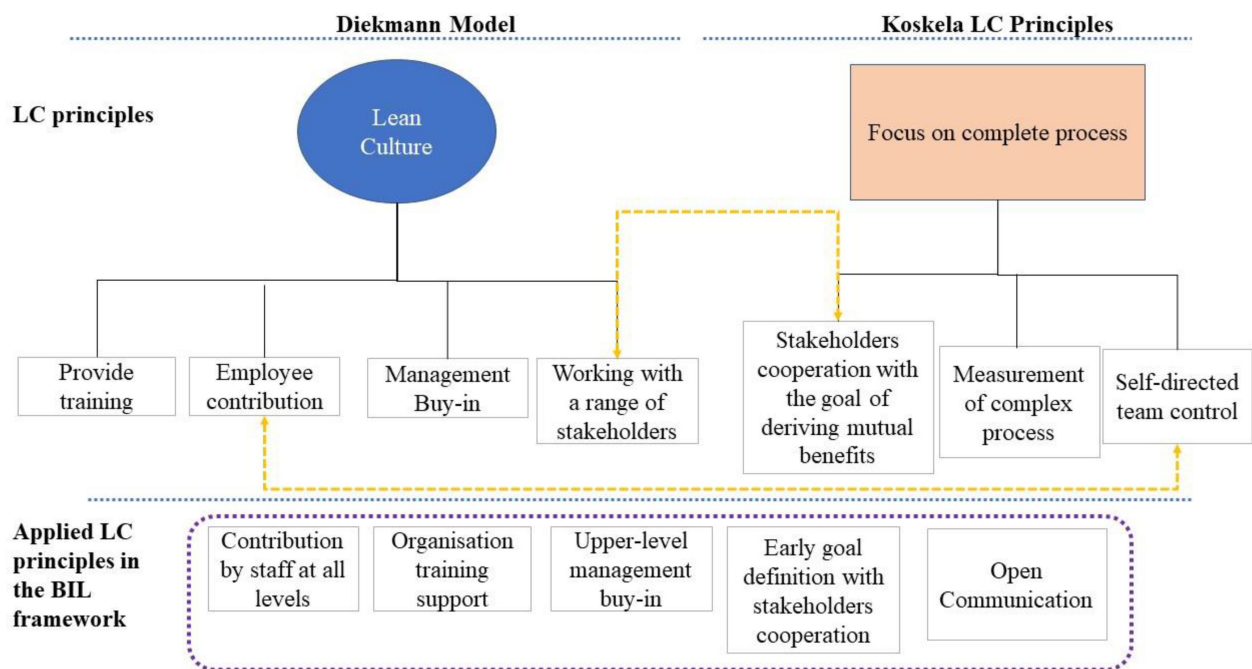 Diekmann Model
Koskela LC Principles
LC principles
Lean
Culture
Focus on complete process
Provide
training
Employee
contribution
Management
Buy-in
Working with
a range of
stakeholders
Stakeholders
cooperation with
the goal of
deriving mutual
benefits
Measurement
of complex
process
Self-directed
team control
Applied LC
principles in
the BIL
framework
Contribution
by staff at all
levels
Organisation
training
support
Upper-level
management
buy-in
Early goal
definition with
stakeholders
cooperation
Open
Communication